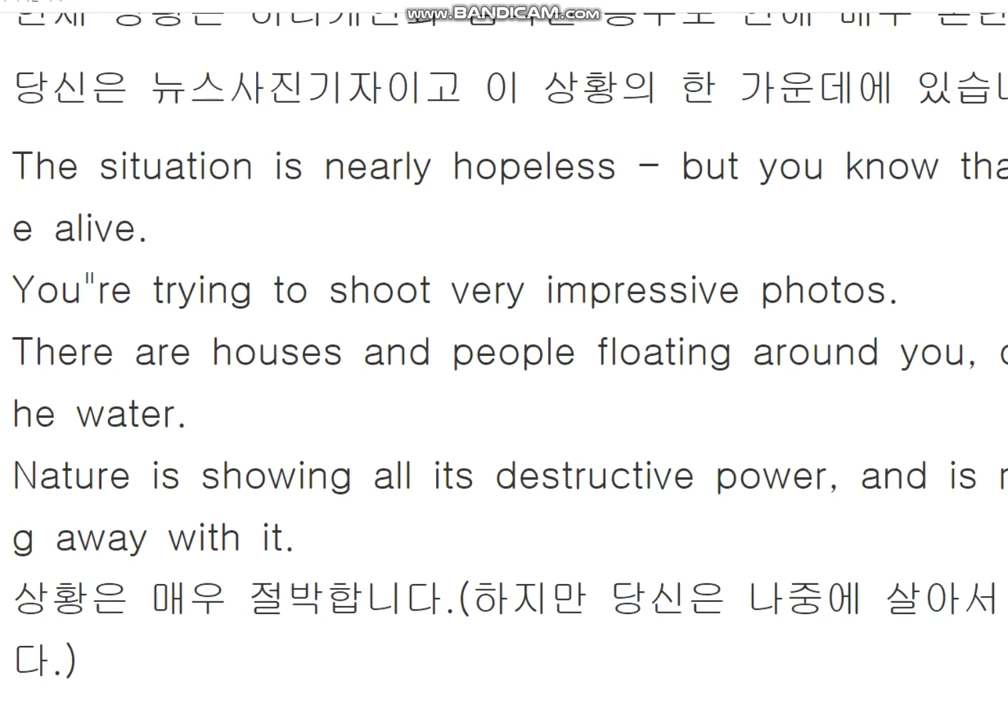 www.BANDICAM.com
당신은 뉴스사진기자이고 이 상황의 한 가운데에
The situation is nearly hopeless - but you know
e alive.
You"re trying to shoot very impressive photos.
There are houses and people floating around you,
he water.
Nature is showing all its destructive power, and is
g away with it.
상황은 매우 절박합니다.(하지만 당신은 나중에 살아서
다.)